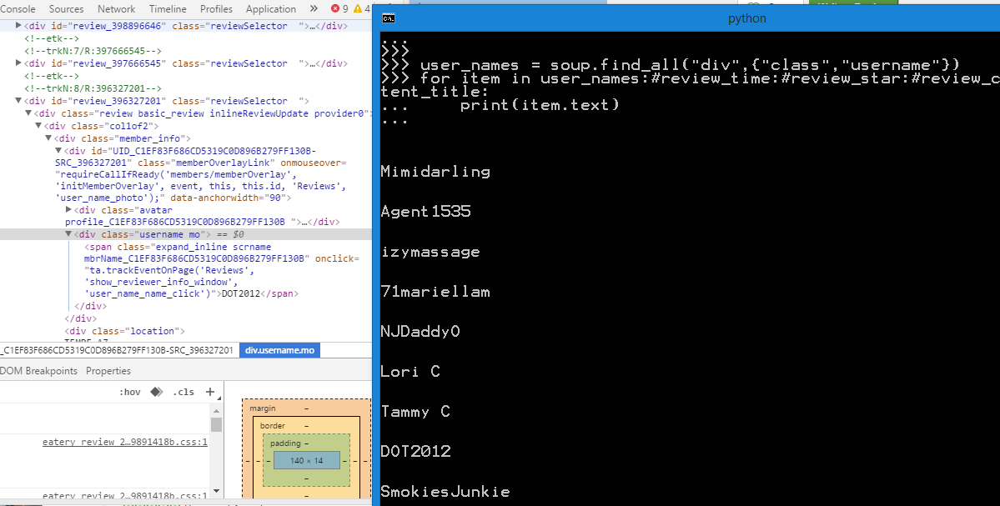 Console Sources Network Timeline Profiles Application » 9 4
<div id="review_398896646" class="reviewSelector  ">…</div>
<!--etk-->
<!--trkN:7/R:397666545-->
<div id="review_397666545" class="reviewSelector  ">…</div>
<!--etk-->
<!--trkN:8/R:396327201-->
<div id="review_396327201" class="reviewSelector  ">
<div class="review basic_review inlineReviewUpdate provider0">
<div class="col1of2">
<div class="member_info">
<div id="UID_C1EF83F686CD5319C0D896B279FF130B-
SRC_396327201" class="memberOverlayLink" onmouseover=
"requireCallIfReady('members/memberOverlay',
'initMemberOverlay', event, this, this.id, 'Reviews',
'user_name_photo');" data-anchorwidth="90">
<div class="avatar
profile_C1EF83F686CD5319C0D896B279FF130B ">…</div>
<div class="username mo"> == $0
<span class="expand_inline scrname
mbrName_C1EF83F686CD5319C0D896B279FF130B" onclick=
"ta.trackEventOnPage('Reviews',
'show_reviewer_info_window',
'user_name_name_click')">DOT2012</span>
</div>
</div>
<div class="location">
_C1EF83F686CD5319C0D896B279FF130B-SRC_396327201 div.username.mo
DOM Breakpoints Properties
:hov .cls +
eatery review 2…9891418b.css:1
eatery review 2…9891418b.css:1
margin –
border –
padding –
– – – 140 × 14 – – –
–
–
–
C:\.
python
...
>>>
>>> user_names = soup.find_all("div",{"class","username"})
>>> for item in user_names:#review_time:#review_star:#review_c
tent_title:
...     print(item.text)
...
Mimidarling
Agent1535
izymassage
71mariellam
NJDaddy0
Lori C
Tammy C
DOT2012
SmokiesJunkie